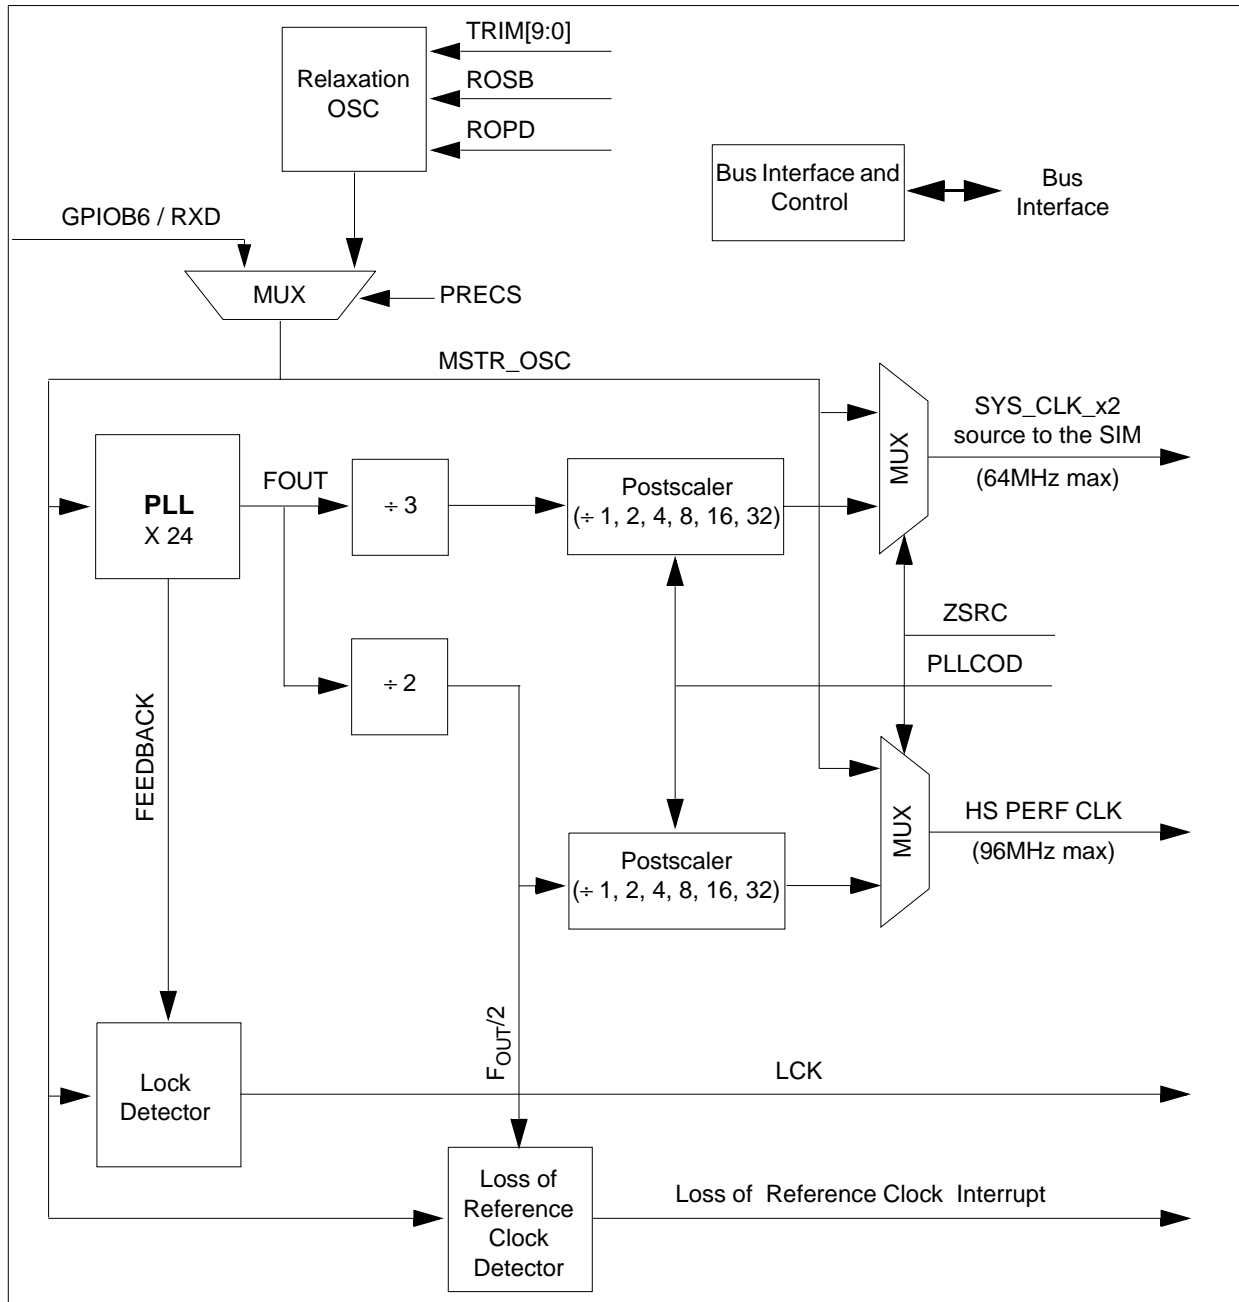 TRIM[9:0]
Relaxation
OSC
ROSB
ROPD
Bus Interface and
Control
Bus
Interface
GPIOB6 / RXD
MUX
PRECS
MSTR_OSC
SYS_CLK_x2
source to the SIM
(64MHz max)
MUX
PLL
X 24
FOUT
÷ 3
Postscaler
(÷ 1, 2, 4, 8, 16, 32)
ZSRC
PLLCOD
÷ 2
FEEDBACK
MUX
HS PERF CLK
(96MHz max)
Postscaler
(÷ 1, 2, 4, 8, 16, 32)
FOUT/2
Lock
Detector
LCK
Loss of
Reference
Clock
Detector
Loss of Reference Clock Interrupt